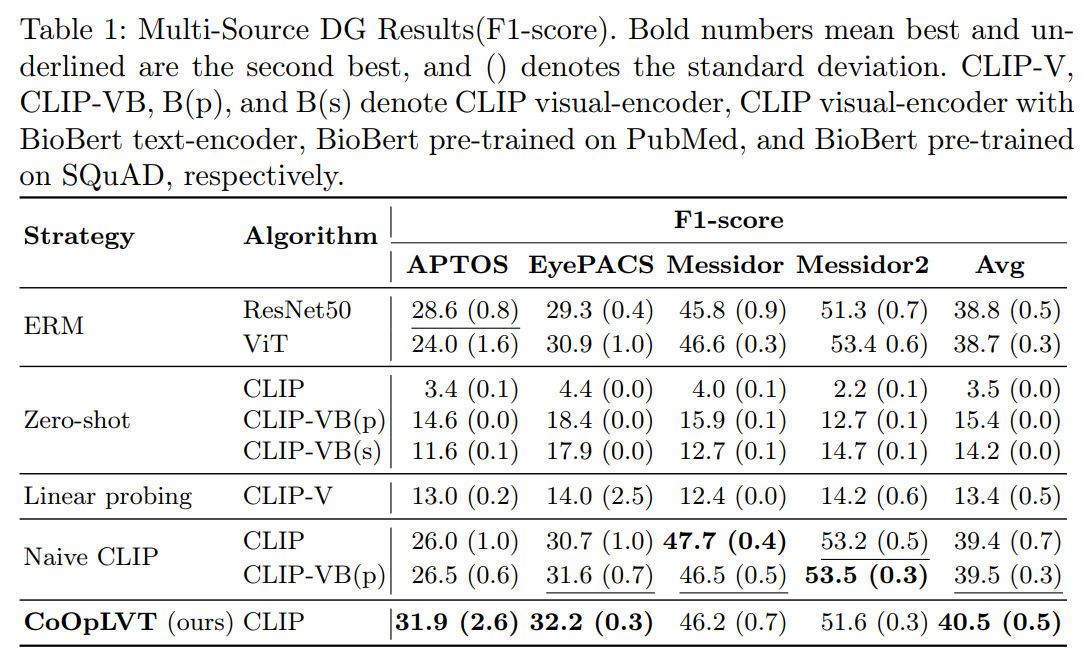 Table 1: Multi-Source DG Results(F1-score). Bold numbers mean best and un-
derlined are the second best, and () denotes the standard deviation. CLIP-V,
CLIP-VB, B(p), and B(s) denote CLIP visual-encoder, CLIP visual-encoder with
BioBert text-encoder, BioBert pre-trained on PubMed, and BioBert pre-trained
on SQuAD, respectively.
Strategy Algorithm F1-score
APTOS EyePACS Messidor Messidor2 Avg
ERM ResNet50 28.6 (0.8) 29.3 (0.4) 45.8 (0.9) 51.3 (0.7) 38.8 (0.5)
ViT 24.0 (1.6) 30.9 (1.0) 46.6 (0.3) 53.4 0.6) 38.7 (0.3)
Zero-shot CLIP 3.4 (0.1) 4.4 (0.0) 4.0 (0.1) 2.2 (0.1) 3.5 (0.0)
CLIP-VB(p) 14.6 (0.0) 18.4 (0.0) 15.9 (0.1) 12.7 (0.1) 15.4 (0.0)
CLIP-VB(s) 11.6 (0.1) 17.9 (0.0) 12.7 (0.1) 14.7 (0.1) 14.2 (0.0)
Linear probing CLIP-V 13.0 (0.2) 14.0 (2.5) 12.4 (0.0) 14.2 (0.6) 13.4 (0.5)
Naive CLIP CLIP 26.0 (1.0) 30.7 (1.0) 47.7 (0.4) 53.2 (0.5) 39.4 (0.7)
CLIP-VB(p) 26.5 (0.6) 31.6 (0.7) 46.5 (0.5) 53.5 (0.3) 39.5 (0.3)
CoOpLVT (ours) CLIP 31.9 (2.6) 32.2 (0.3) 46.2 (0.7) 51.6 (0.3) 40.5 (0.5)